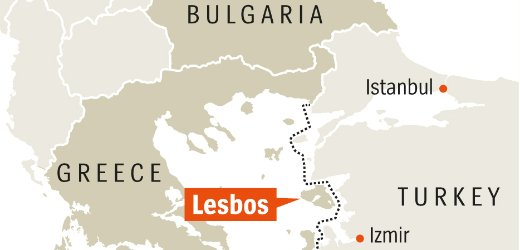 BULGARIA
Istanbul
GREECE
Lesbos
TURKEY
Izmir